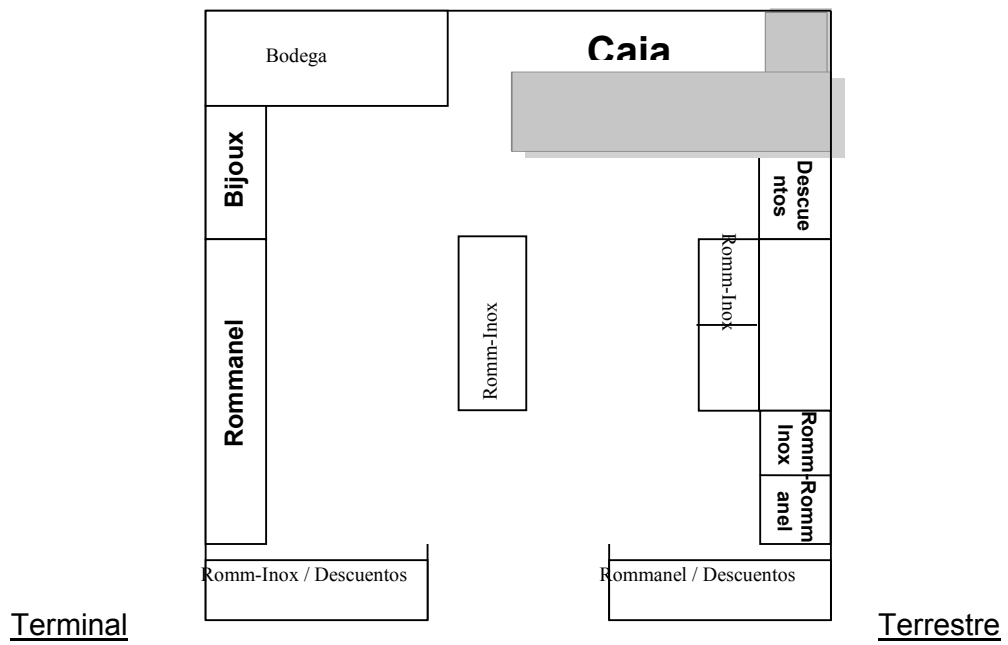 Bodega
Caja
Bijoux
Descue
ntos
Romm-Inox
Romm-Inox
Rommanel
Romm-
Inox
Romm
anel
Romm-Inox / Descuentos
Rommanel / Descuentos
Terminal
Terrestre